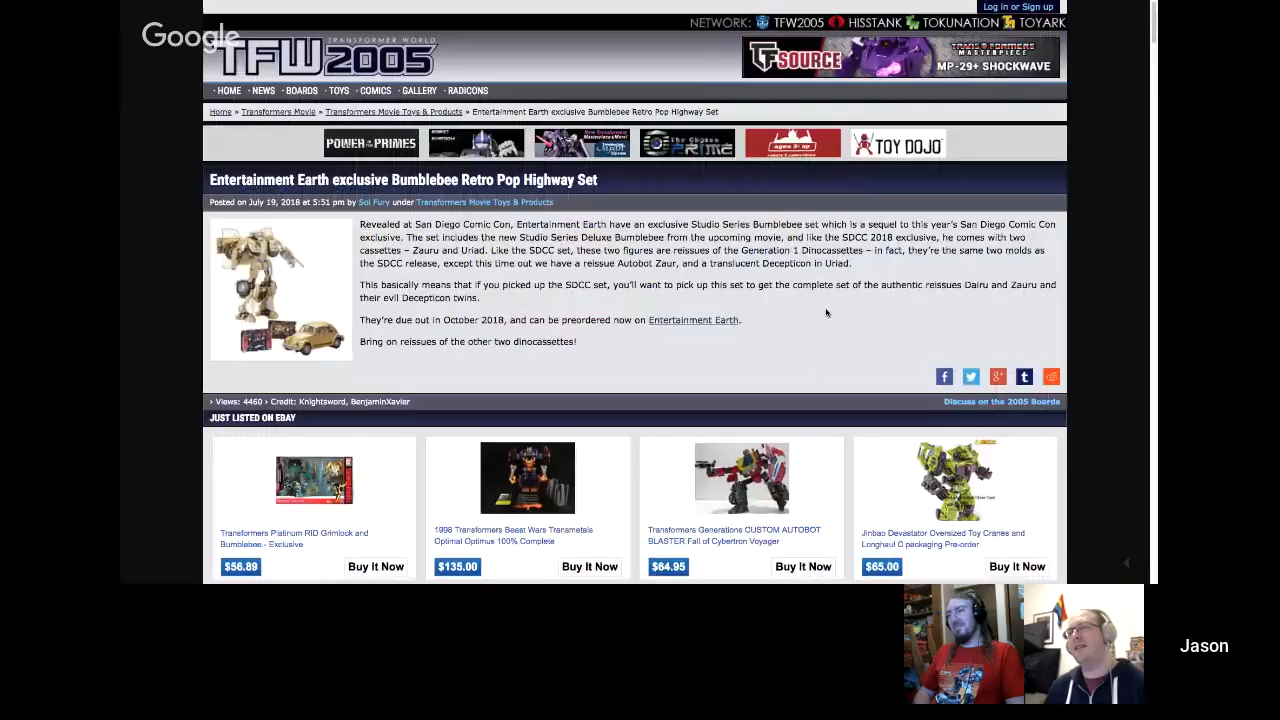 Log in or Sign up
Google
NETWORK: TFW2005 HISSTANK TOKUNATION TOYARK
TRANSFORMER WORLD
TFW2005
TFSOURCE TRANSFORMERS MASTERPIECE MP-29+ SHOCKWAVE
· HOME · NEWS · BOARDS · TOYS · COMICS · GALLERY · RADICONS
Home » Transformers Movie » Transformers Movie Toys & Products » Entertainment Earth exclusive Bumblebee Retro Pop Highway Set
POWER OF THE PRIMES The Chosen PRIME ages 3 up TOY DOJO
Entertainment Earth exclusive Bumblebee Retro Pop Highway Set
Posted on July 19, 2018 at 5:51 pm by Sol Fury under Transformers Movie Toys & Products
Revealed at San Diego Comic Con, Entertainment Earth have an exclusive Studio Series Bumblebee set which is a sequel to this year's San Diego Comic Con
exclusive. The set includes the new Studio Series Deluxe Bumblebee from the upcoming movie, and like the SDCC 2018 exclusive, he comes with two
cassettes – Zauru and Uriad. Like the SDCC set, these two figures are reissues of the Generation 1 Dinocassettes – in fact, they're the same two molds as
the SDCC release, except this time out we have a reissue Autobot Zaur, and a translucent Decepticon in Uriad.
This basically means that if you picked up the SDCC set, you'll want to pick up this set to get the complete set of the authentic reissues Dairu and Zauru and
their evil Decepticon twins.
They're due out in October 2018, and can be preordered now on Entertainment Earth.
Bring on reissues of the other two dinocassettes!
f g+ t
› Views: 4460 › Credit: Knightsword, BenjaminXavier
Discuss on the 2005 Boards
JUST LISTED ON EBAY
Transformers Platinum RID Grimlock and
Bumblebee - Exclusive
$56.89 Buy It Now
1998 Transformers Beast Wars Transmetals
Optimal Optimus 100% Complete
$135.00 Buy It Now
Transformers Generations CUSTOM AUTOBOT
BLASTER Fall of Cybertron Voyager
$64.95 Buy It Now
Jinbao Devastator Oversized Toy Cranes and
Longhaul C packaging Pre-order
$65.00 Buy It Now
Jason